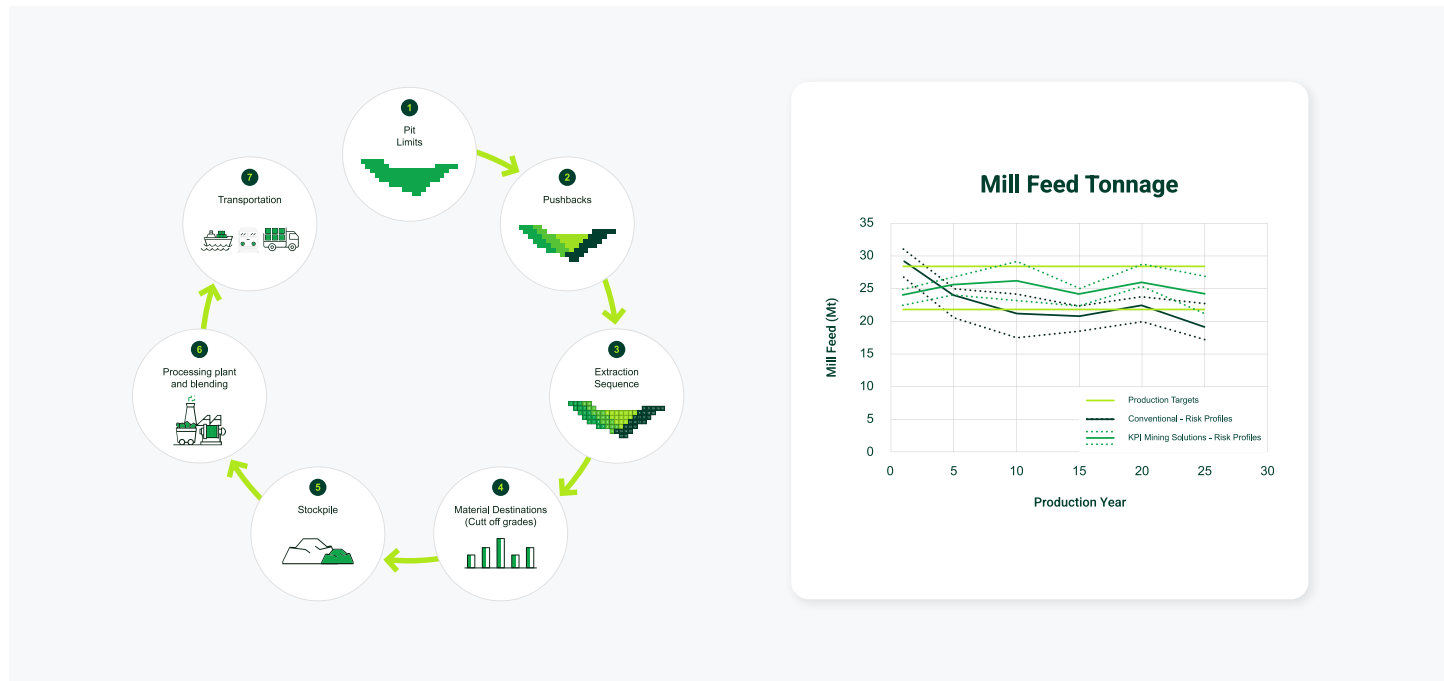 1
Pit
Limits
2
Pushbacks
3
Extraction
Sequence
4
Material Destinations
(Cutt off grades)
5
Stockpile
6
Processing plant
and blending
7
Transportation
Mill Feed Tonnage
Mill Feed (Mt)
35
30
25
20
15
10
5
0
0 5 10 15 20 25 30
Production Year
Production Targets
Conventional - Risk Profiles
KPI Mining Solutions - Risk Profiles